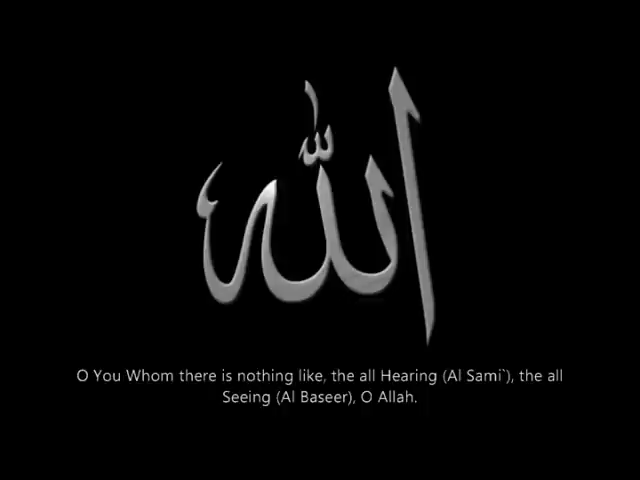 الله
O You Whom there is nothing like, the all Hearing (Al Sami`), the all
Seeing (Al Baseer), O Allah.